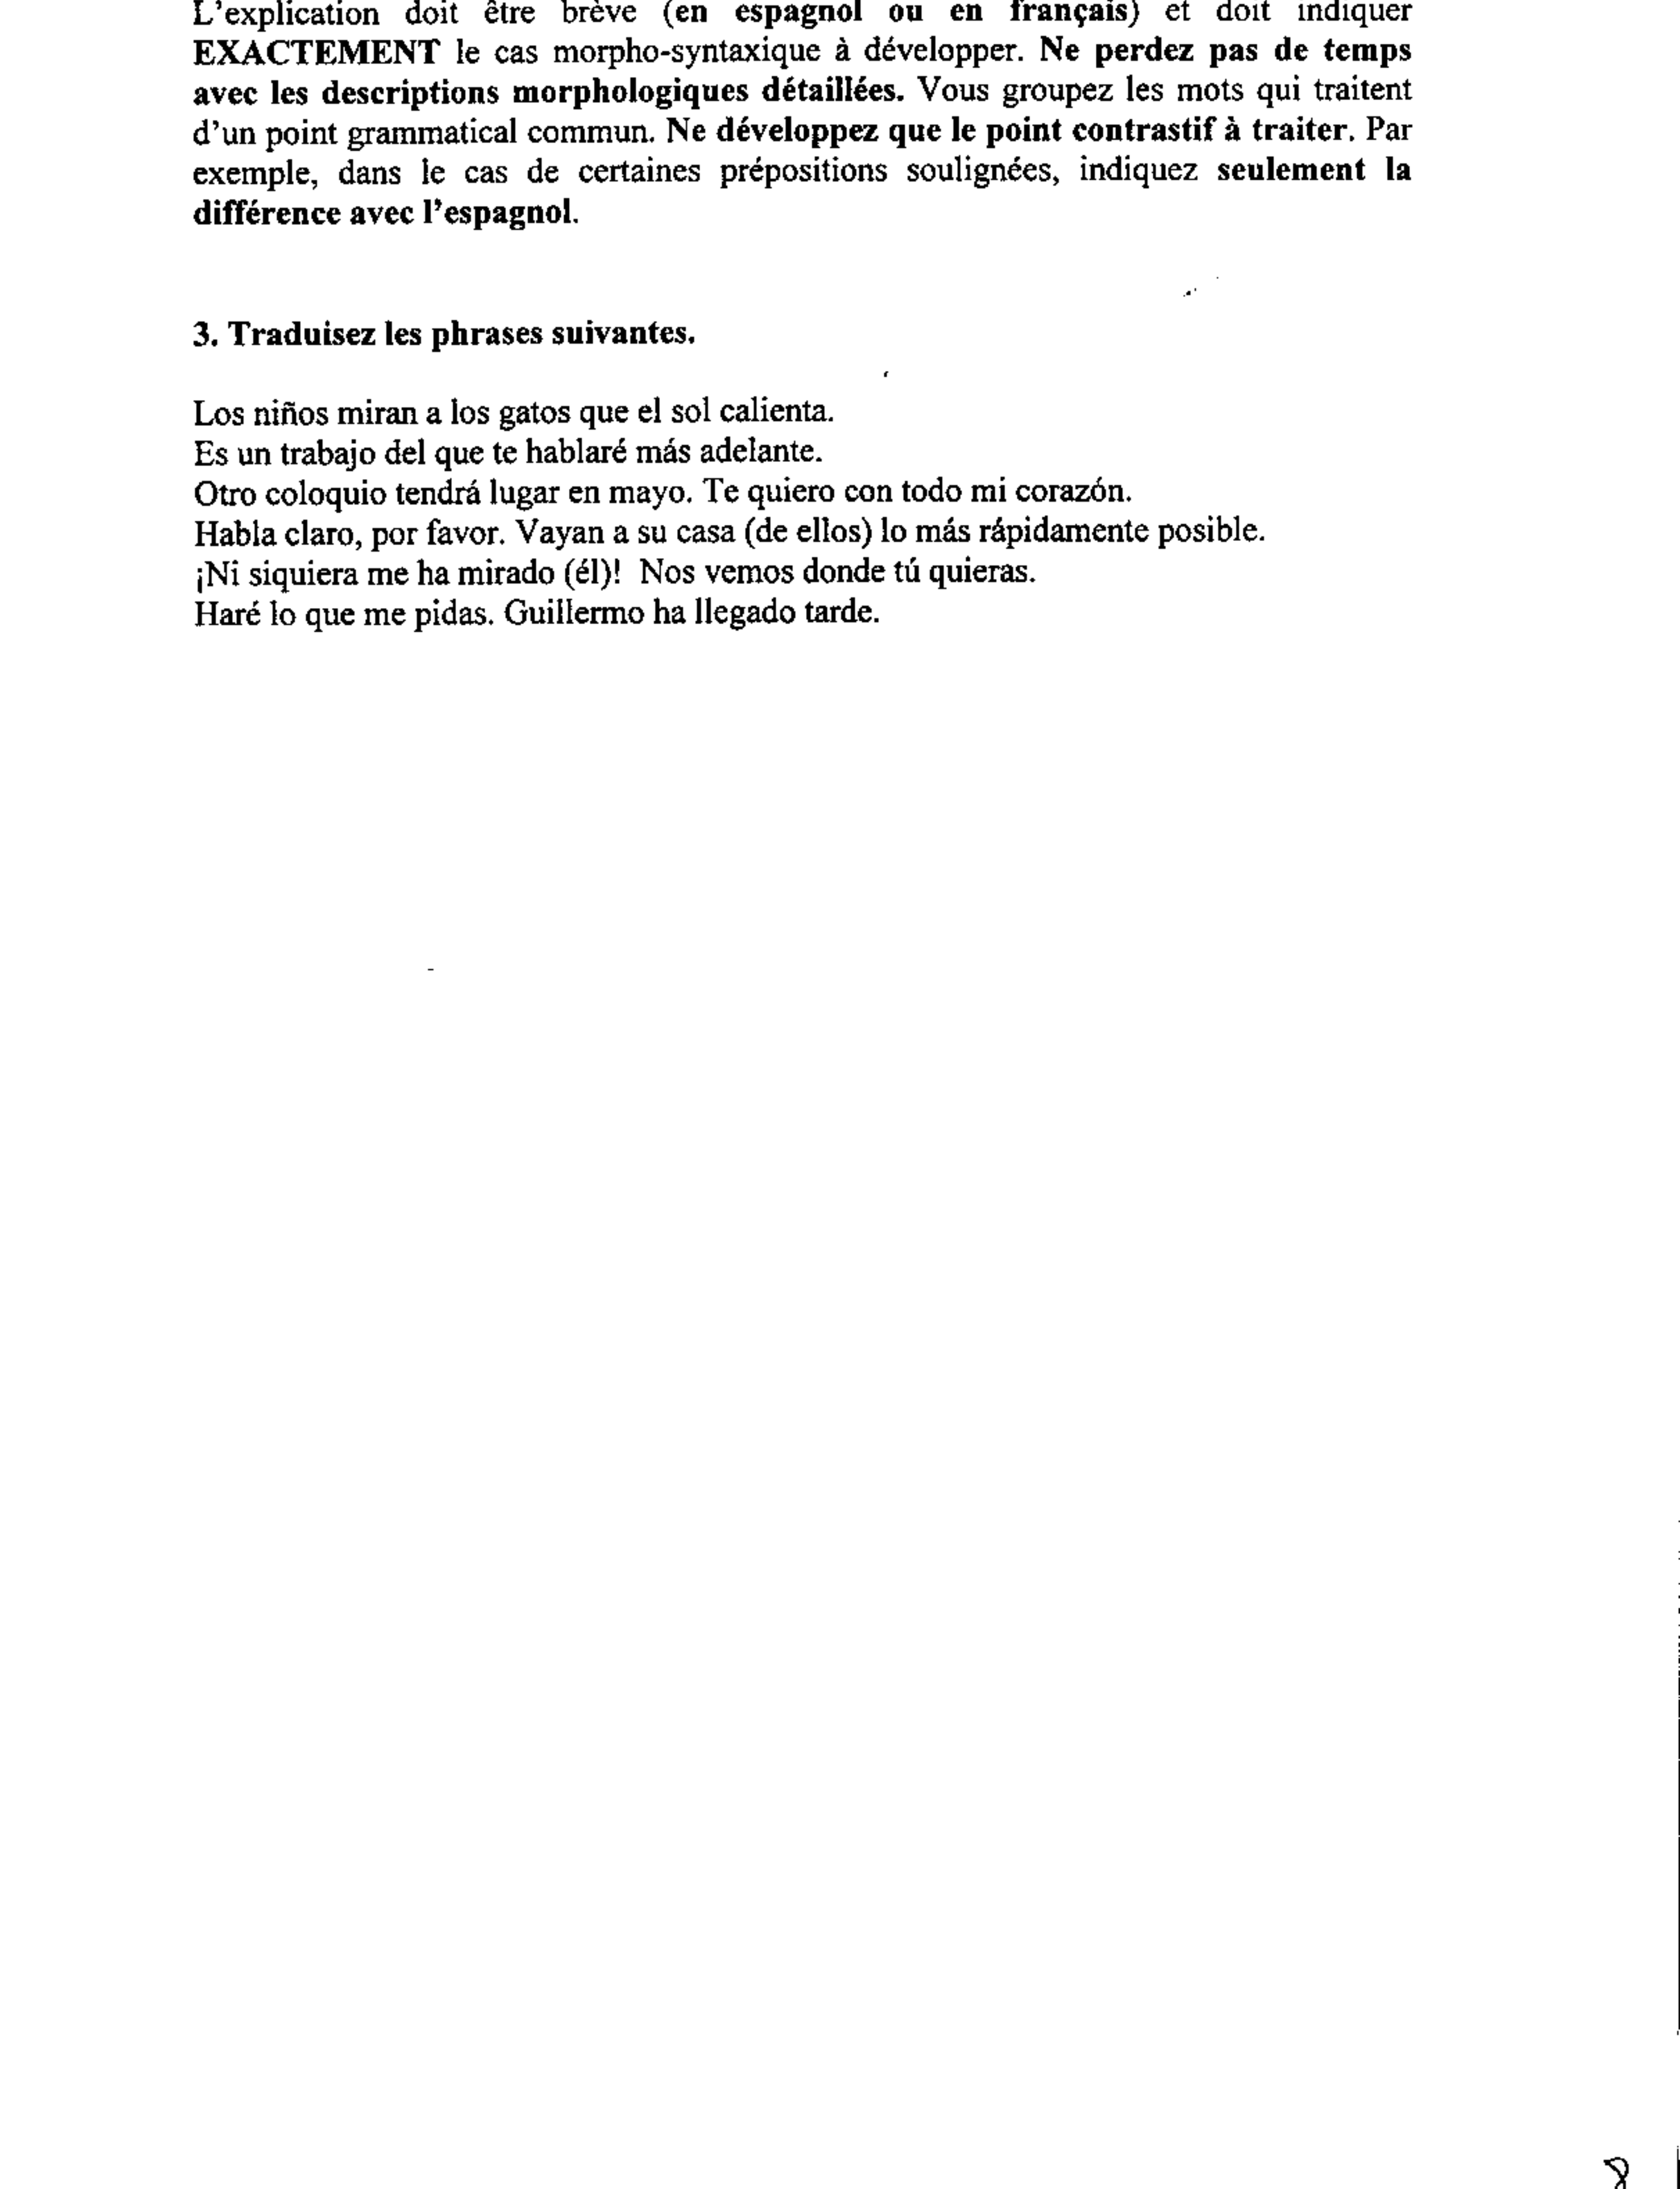 L'explication doit être brève (en espagnol ou en français) et doit indiquer
EXACTEMENT le cas morpho-syntaxique à développer. Ne perdez pas de temps
avec les descriptions morphologiques détaillées. Vous groupez les mots qui traitent
d'un point grammatical commun. Ne développez que le point contrastif à traiter. Par
exemple, dans le cas de certaines prépositions soulignées, indiquez seulement la
différence avec l'espagnol.
3. Traduisez les phrases suivantes.
Los niños miran a los gatos que el sol calienta.
Es un trabajo del que te hablaré más adelante.
Otro coloquio tendrá lugar en mayo. Te quiero con todo mi corazón.
Habla claro, por favor. Vayan a su casa (de ellos) lo más rápidamente posible.
¡Ni siquiera me ha mirado (él)! Nos vemos donde tú quieras.
Haré lo que me pidas. Guillermo ha llegado tarde.